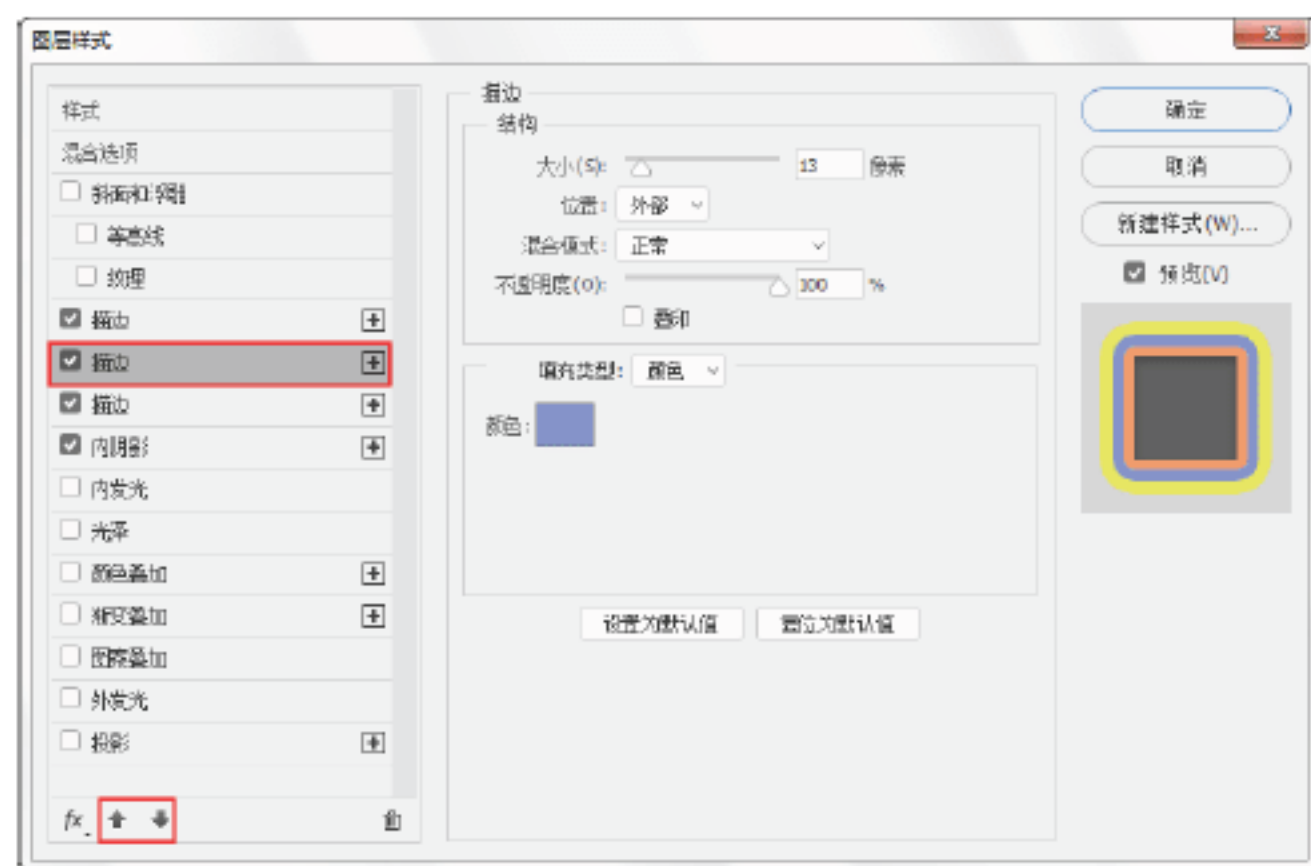 图层样式
样式
混合选项
斜面和浮雕
等高线
纹理
描边
描边
描边
内阴影
内发光
光泽
颜色叠加
渐变叠加
图案叠加
外发光
投影
fx
描边
结构
大小(S): 13 像素
位置: 外部
混合模式: 正常
不透明度(O): 100 %
叠印
填充类型: 颜色
颜色:
设置为默认值 复位为默认值
确定
取消
新建样式(W)...
预览(V)